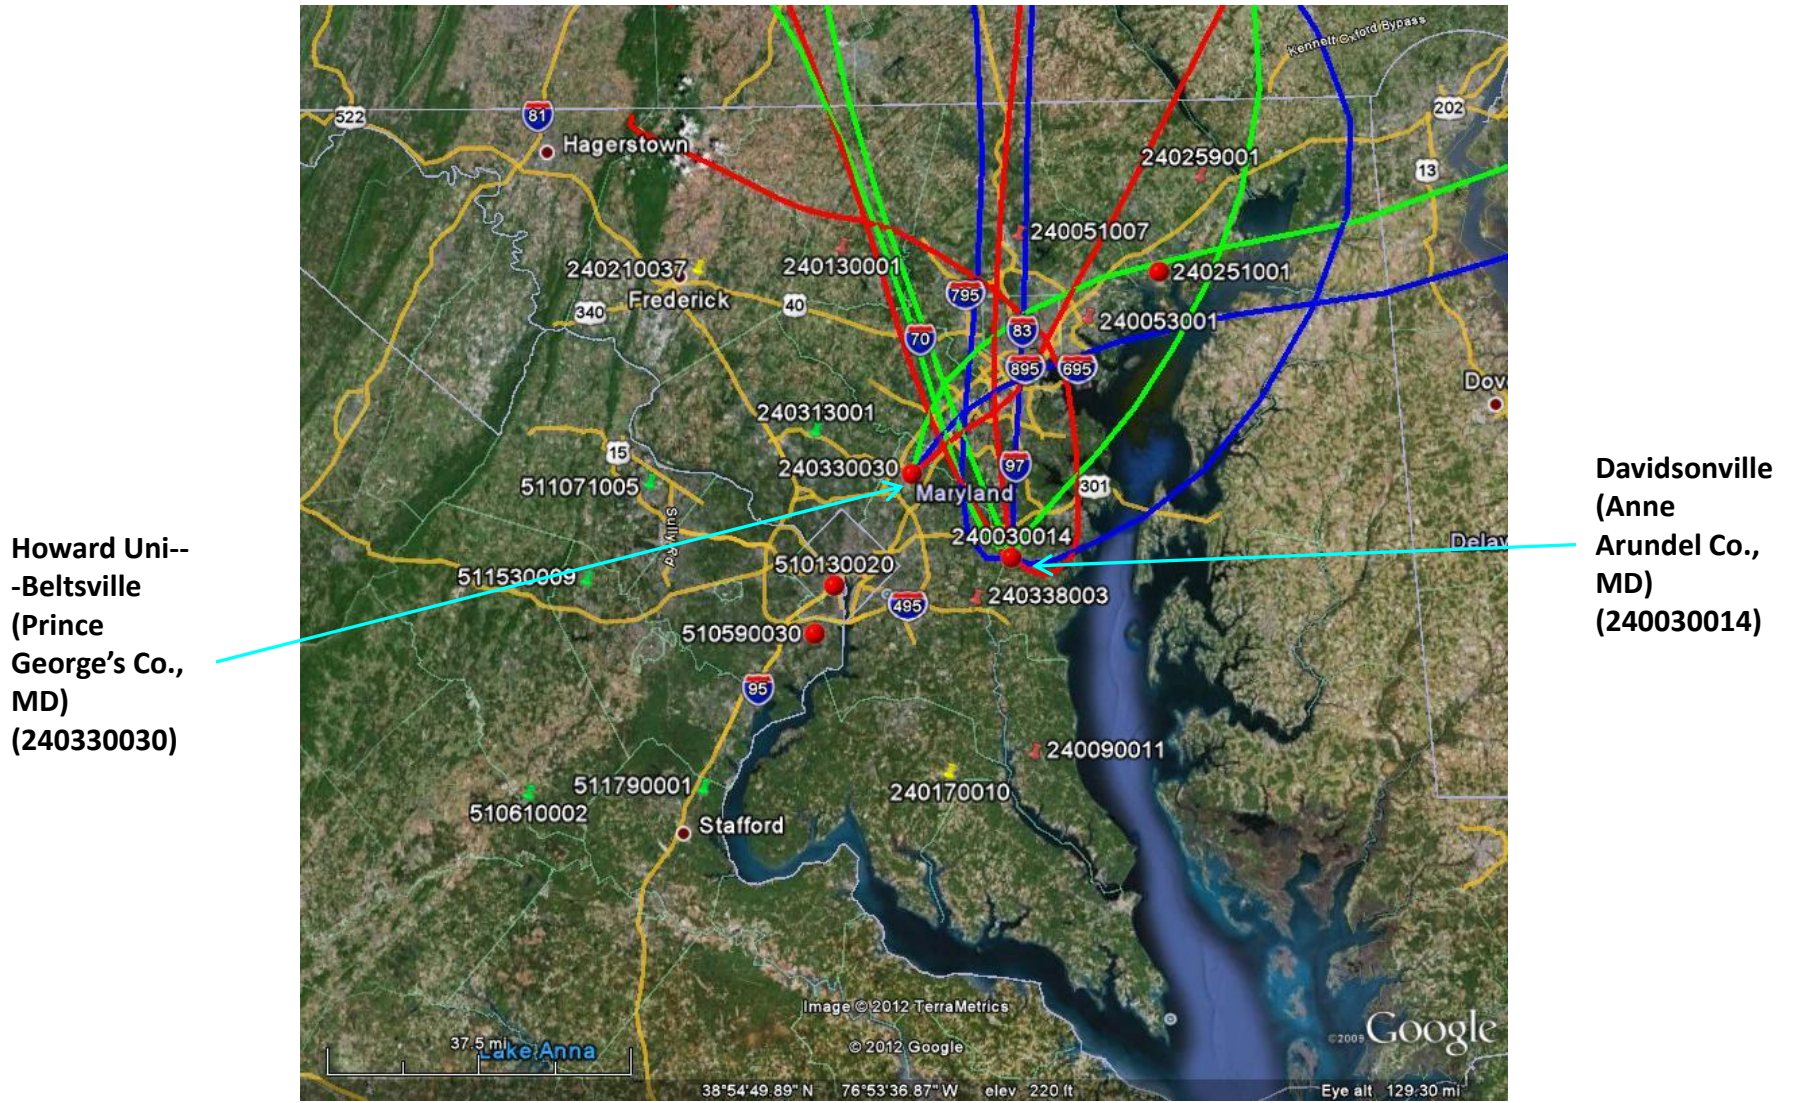 Kennett Oxford Bypass
522
81
Hagerstown
202
13
240259001
240051007
240130001
240210037
240251001
Frederick
340
40
795
83
240053001
70
895
695
Dov
240313001
15
240330030
97
301
511071005
Maryland
Sully Rd
240030014
Delaw
510130020
511530009
240338003
495
510590030
95
240090011
511790001
240170010
510610002
Stafford
Howard Uni--
-Beltsville
(Prince
George’s Co.,
MD)
(240330030)
Davidsonville
(Anne
Arundel Co.,
MD)
(240030014)
Image © 2012 TerraMetrics
© 2012 Google
©2009 Google
37.5 mi
Lake Anna
38°54'49.89" N 76°53'36.87" W elev 220 ft
Eye alt 129.30 mi